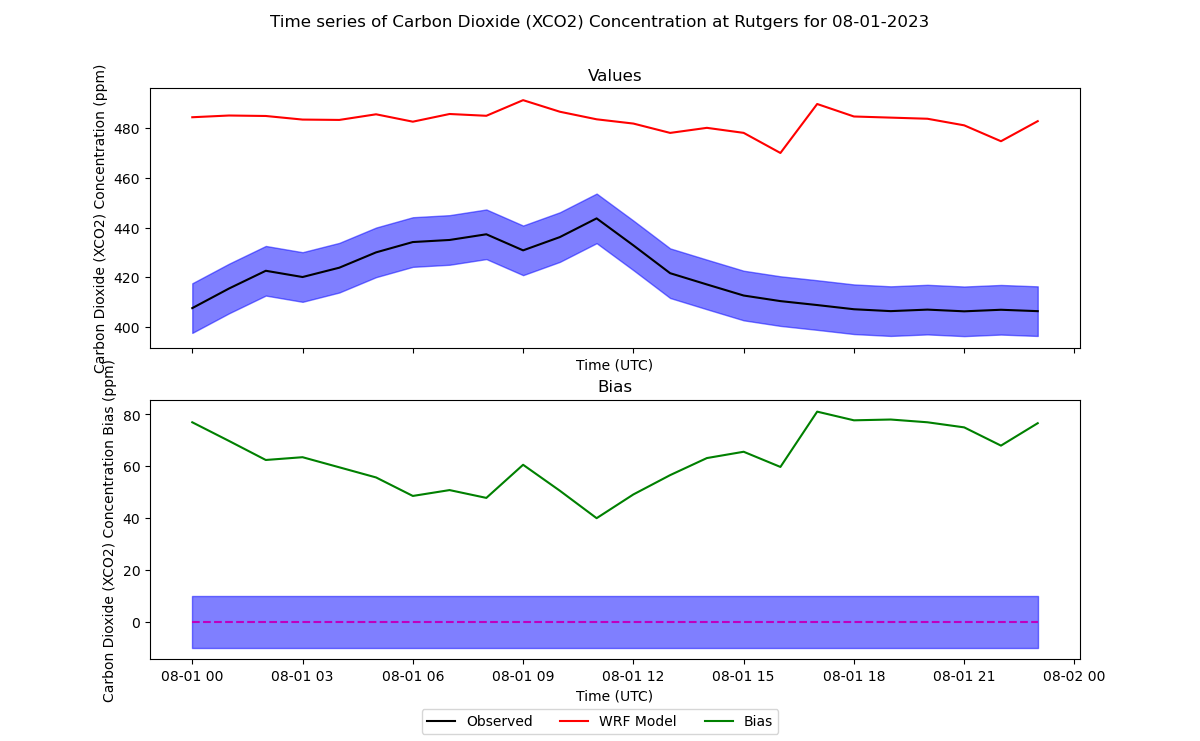 Time series of Carbon Dioxide (XCO2) Concentration at Rutgers for 08-01-2023
Values
Carbon Dioxide (XCO2) Concentration (ppm)
480
460
440
420
400
Time (UTC)
Bias
Carbon Dioxide (XCO2) Concentration Bias (ppm)
80
60
40
20
0
08-01 00 08-01 03 08-01 06 08-01 09 08-01 12 08-01 15 08-01 18 08-01 21 08-02 00
Time (UTC)
Observed WRF Model Bias